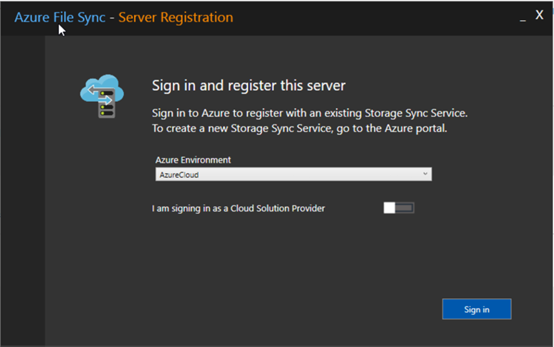 Azure File Sync - Server Registration
_ X
Sign in and register this server
Sign in to Azure to register with an existing Storage Sync Service.
To create a new Storage Sync Service, go to the Azure portal.
Azure Environment
AzureCloud
I am signing in as a Cloud Solution Provider
Sign in